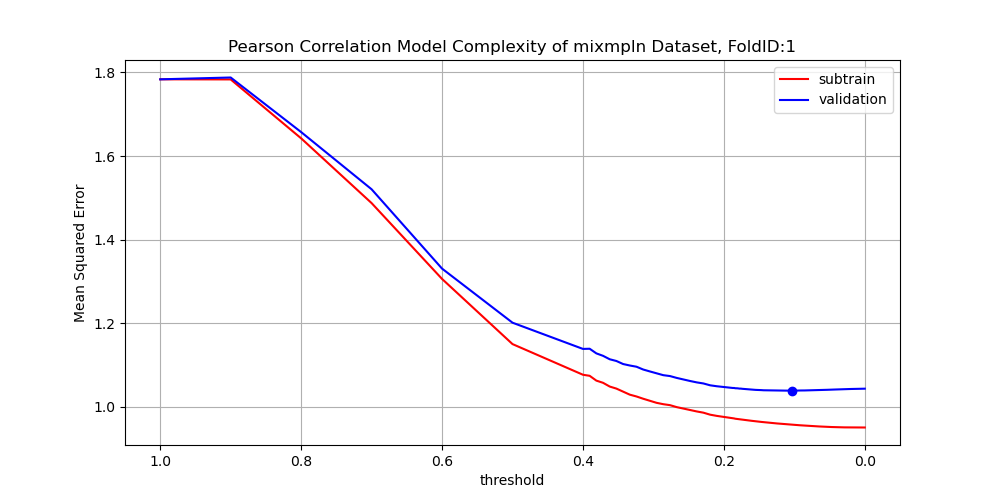 Pearson Correlation Model Complexity of mixmpln Dataset, FoldID:1
subtrain
validation
Mean Squared Error
1.8
1.6
1.4
1.2
1.0
1.0 0.8 0.6 0.4 0.2 0.0
threshold